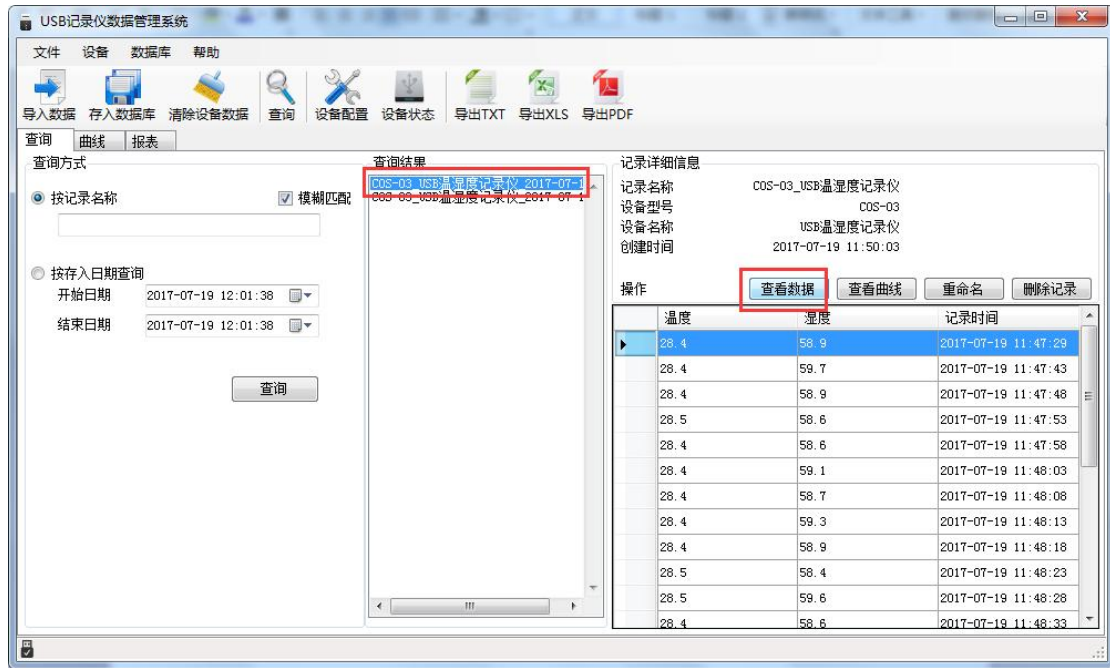 USB记录仪数据管理系统
文件 设备 数据库 帮助
导入数据 存入数据库 清除设备数据 查询 设备配置 设备状态 导出TXT 导出XLS 导出PDF
查询 曲线 报表
查询方式
按记录名称 模糊匹配
按存入日期查询
开始日期 2017-07-19 12:01:38
结束日期 2017-07-19 12:01:38
查询
查询结果
COS-03_USB温湿度记录仪_2017-07-1
COS-03_USB温湿度记录仪_2017-07-1
记录详细信息
记录名称 COS-03_USB温湿度记录仪
设备型号 COS-03
设备名称 USB温湿度记录仪
创建时间 2017-07-19 11:50:03
操作 查看数据 查看曲线 重命名 删除记录
温度 湿度 记录时间
28.4 58.9 2017-07-19 11:47:29
28.4 59.7 2017-07-19 11:47:43
28.4 58.9 2017-07-19 11:47:48
28.5 58.6 2017-07-19 11:47:53
28.4 58.6 2017-07-19 11:47:58
28.4 59.1 2017-07-19 11:48:03
28.4 58.7 2017-07-19 11:48:08
28.4 59.3 2017-07-19 11:48:13
28.4 58.9 2017-07-19 11:48:18
28.5 58.4 2017-07-19 11:48:23
28.5 59.6 2017-07-19 11:48:28
28.4 58.6 2017-07-19 11:48:33